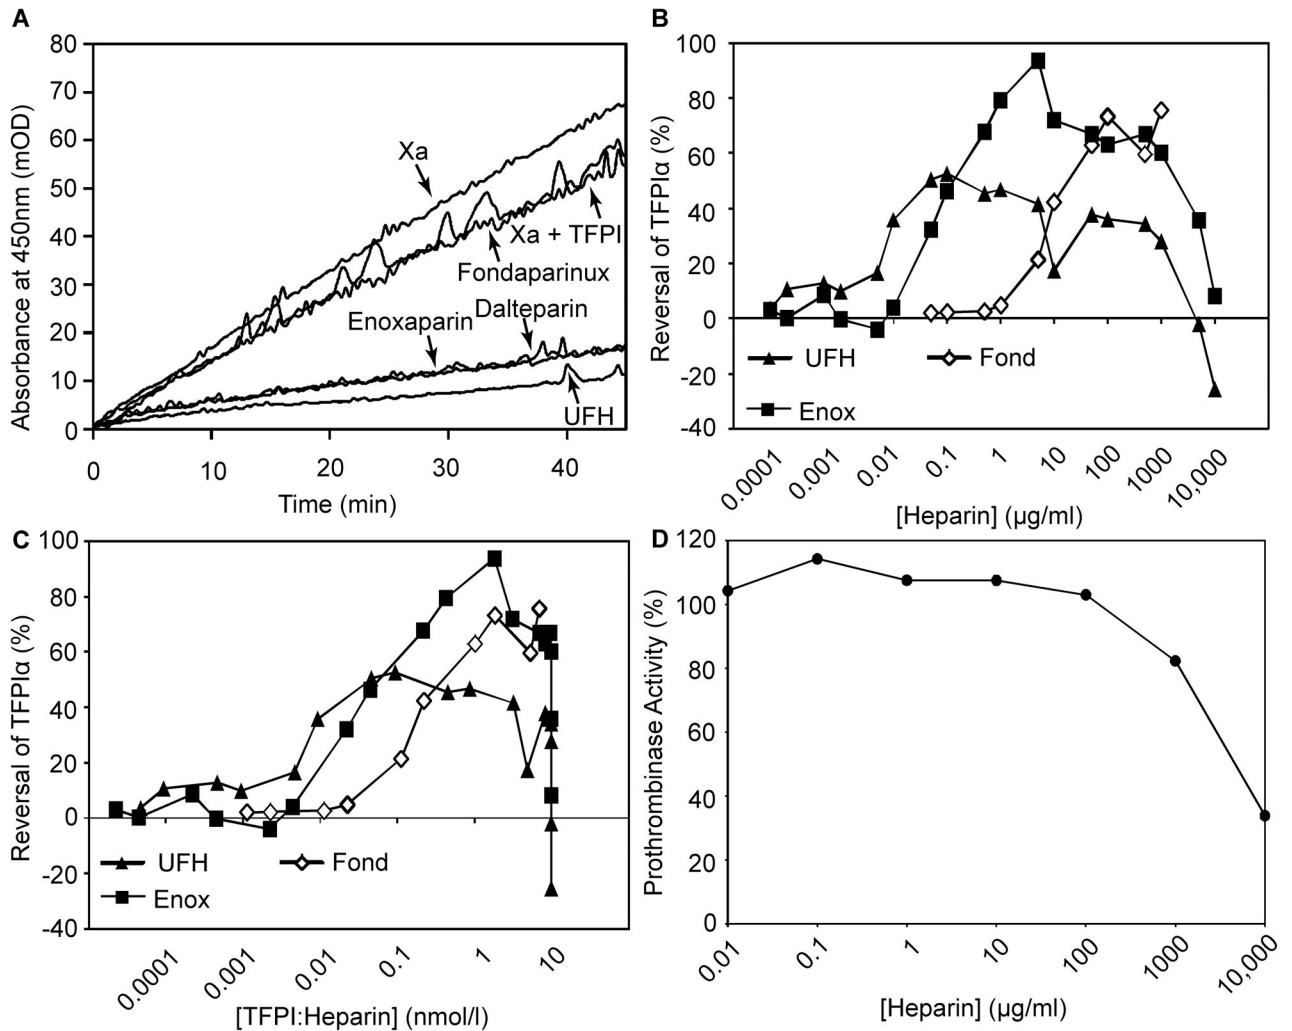 A
Absorbance at 450nm (mOD)
80
70
60
50
40
30
20
10
0
Xa
Xa + TFPI
Fondaparinux
Dalteparin
Enoxaparin
UFH
0 10 20 30 40
Time (min)
B
Reversal of TFPIα (%)
100
80
60
40
20
0
-20
-40
UFH Fond
Enox
0.0001 0.001 0.01 0.1 1 10 100 1000 10,000
[Heparin] (µg/ml)
C
Reversal of TFPIα (%)
100
80
60
40
20
0
-20
-40
UFH Fond
Enox
0.0001 0.001 0.01 0.1 1 10
[TFPI:Heparin] (nmol/l)
D
Prothrombinase Activity (%)
120
100
80
60
40
20
0
0.01 0.1 1 10 100 1000 10,000
[Heparin] (µg/ml)